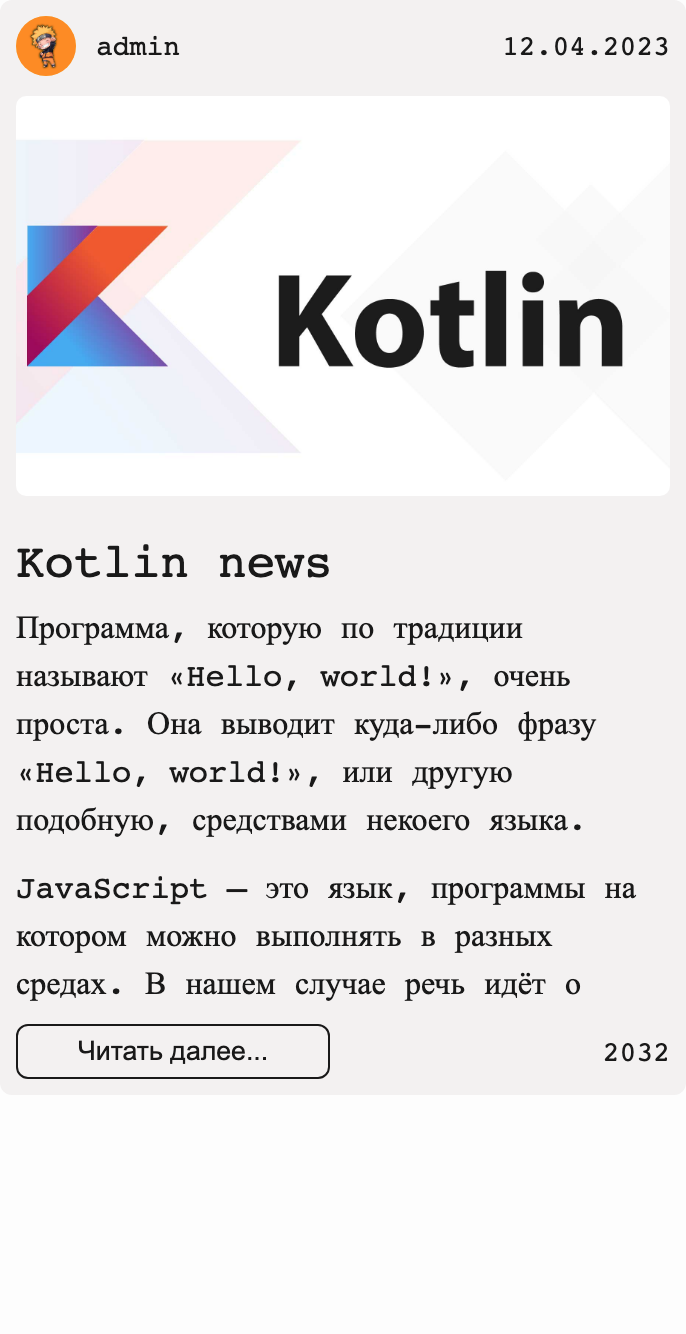 admin
12.04.2023
Kotlin
Kotlin news
Программа, которую по традиции
называют «Hello, world!», очень
проста. Она выводит куда-либо фразу
«Hello, world!», или другую
подобную, средствами некоего языка.
JavaScript — это язык, программы на
котором можно выполнять в разных
средах. В нашем случае речь идёт о
Читать далее...
2032